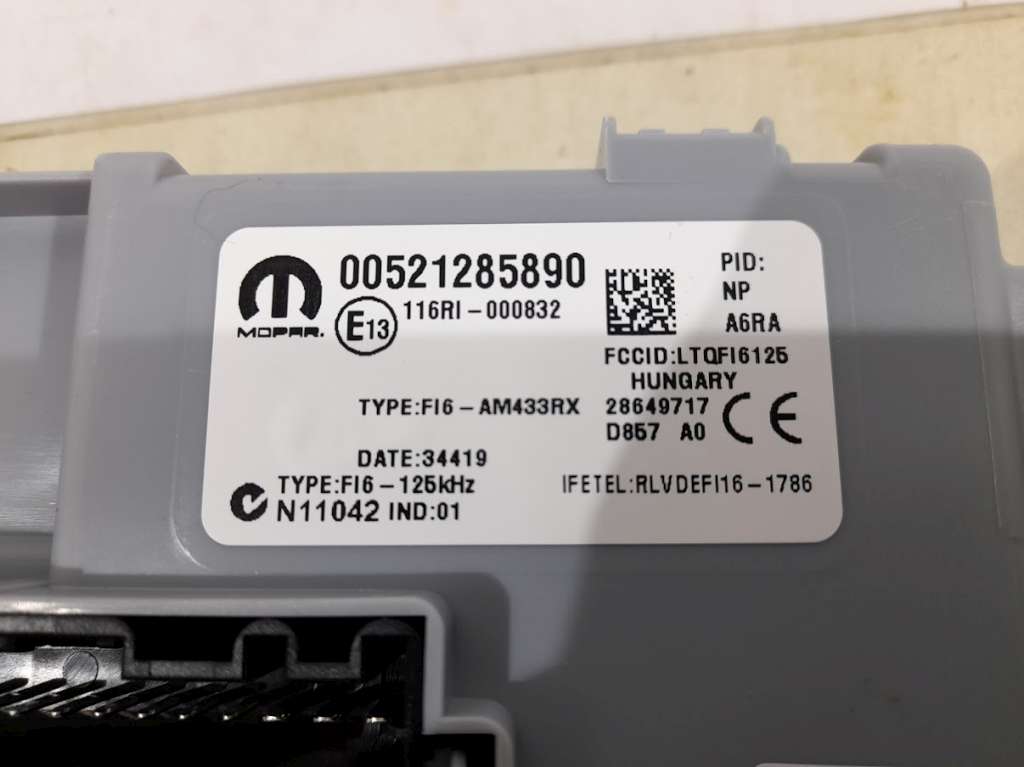 MOPAR.
00521285890
E13
116RI-000832
PID:
NP
A6RA
FCCID:LTQFI6125
HUNGARY
TYPE:FI6-AM433RX
28649717
D857 A0
CE
DATE:34419
TYPE:FI6-125kHz
IFETEL:RLVDEFI16-1786
N11042 IND:01